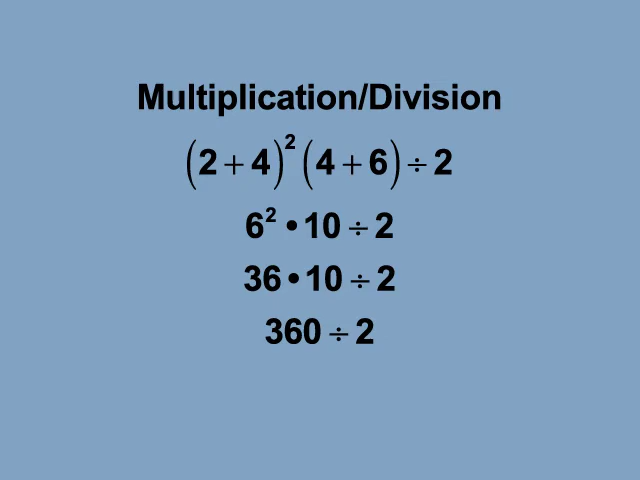 Multiplication/Division
(2 + 4)² (4 + 6) ÷ 2
6² • 10 ÷ 2
36 • 10 ÷ 2
360 ÷ 2